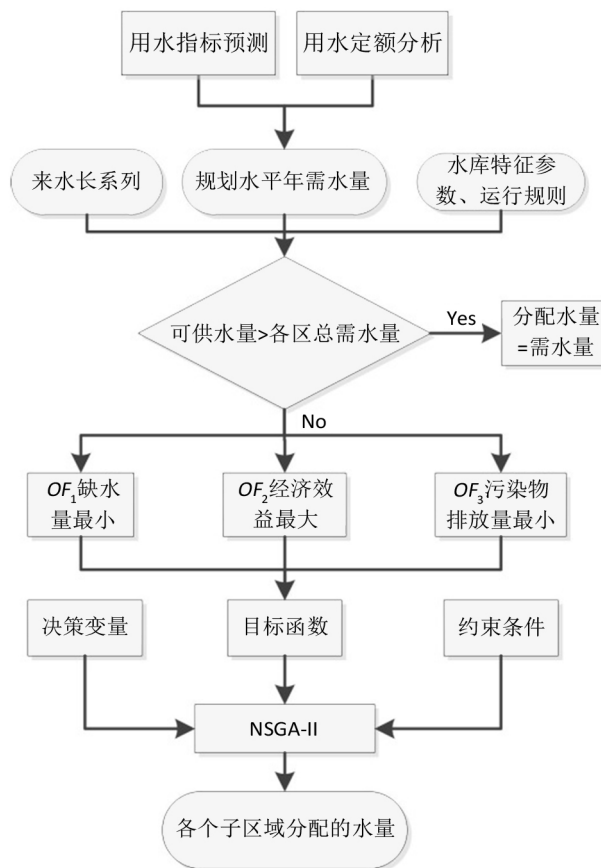 用水指标预测
用水定额分析
来水长系列
规划水平年需水量
水库特征参
数、运行规则
可供水量>各区总需水量
Yes
分配水量
=需水量
No
OF₁缺水
量最小
OF₂经济效
益最大
OF₃污染物
排放量最小
决策变量
目标函数
约束条件
NSGA-II
各个子区域分配的水量